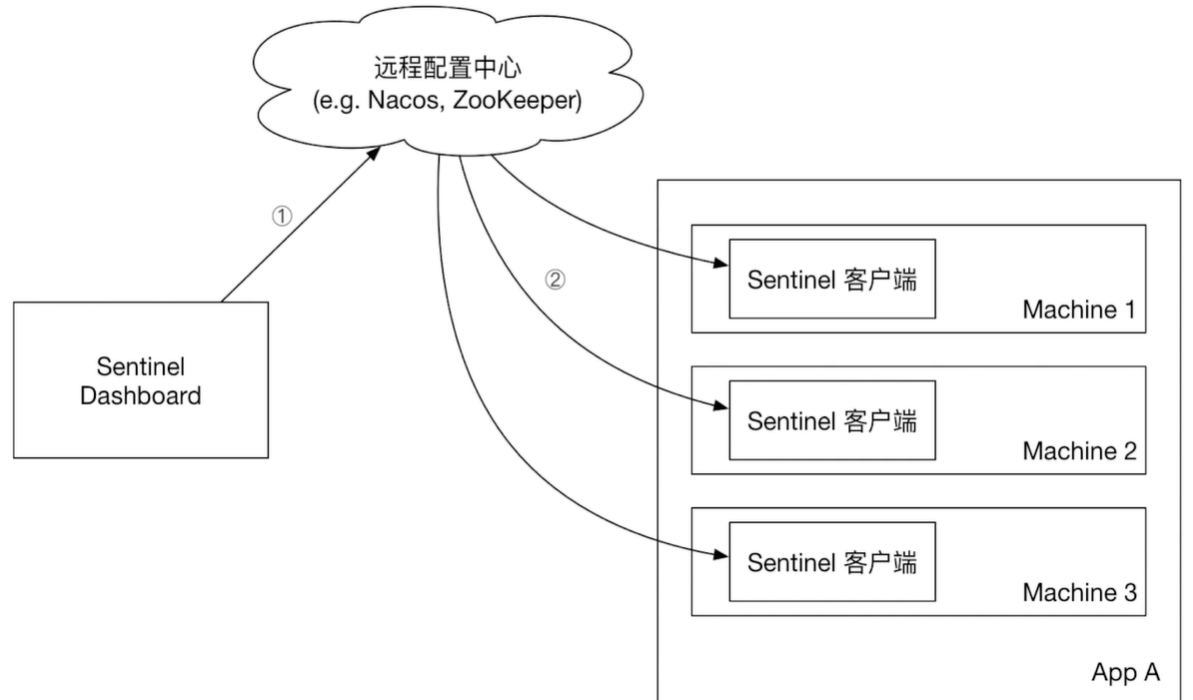 远程配置中心
(e.g. Nacos, ZooKeeper)
①
②
Sentinel
Dashboard
Sentinel 客户端
Machine 1
Sentinel 客户端
Machine 2
Sentinel 客户端
Machine 3
App A